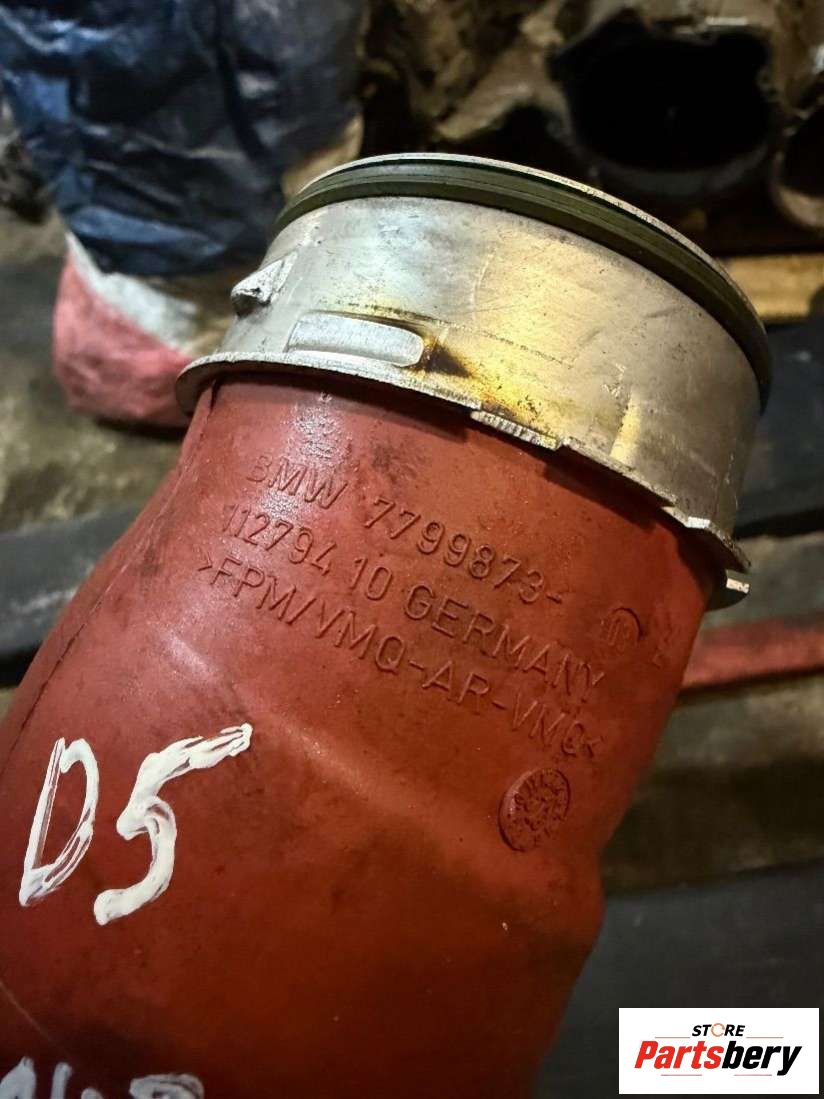 BMW 7799873-
112794 10 GERMANY
>FPM/VMQ-AR-VMQ<
D5
STORE
Partsbery